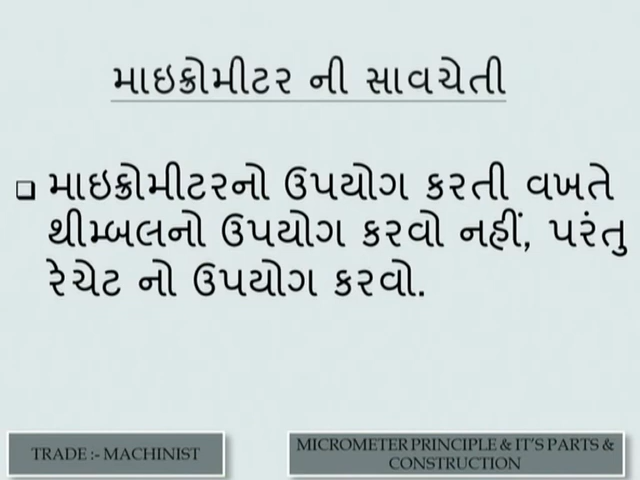 માઇક્રોમીટર ની સાવચેતી
❑ માઇક્રોમીટરનો ઉપયોગ કરતી વખતે
થીમ્બલનો ઉપયોગ કરવો નહીં, પરંતુ
રેચેટ નો ઉપયોગ કરવો.
TRADE :- MACHINIST
MICROMETER PRINCIPLE & IT'S PARTS &
CONSTRUCTION